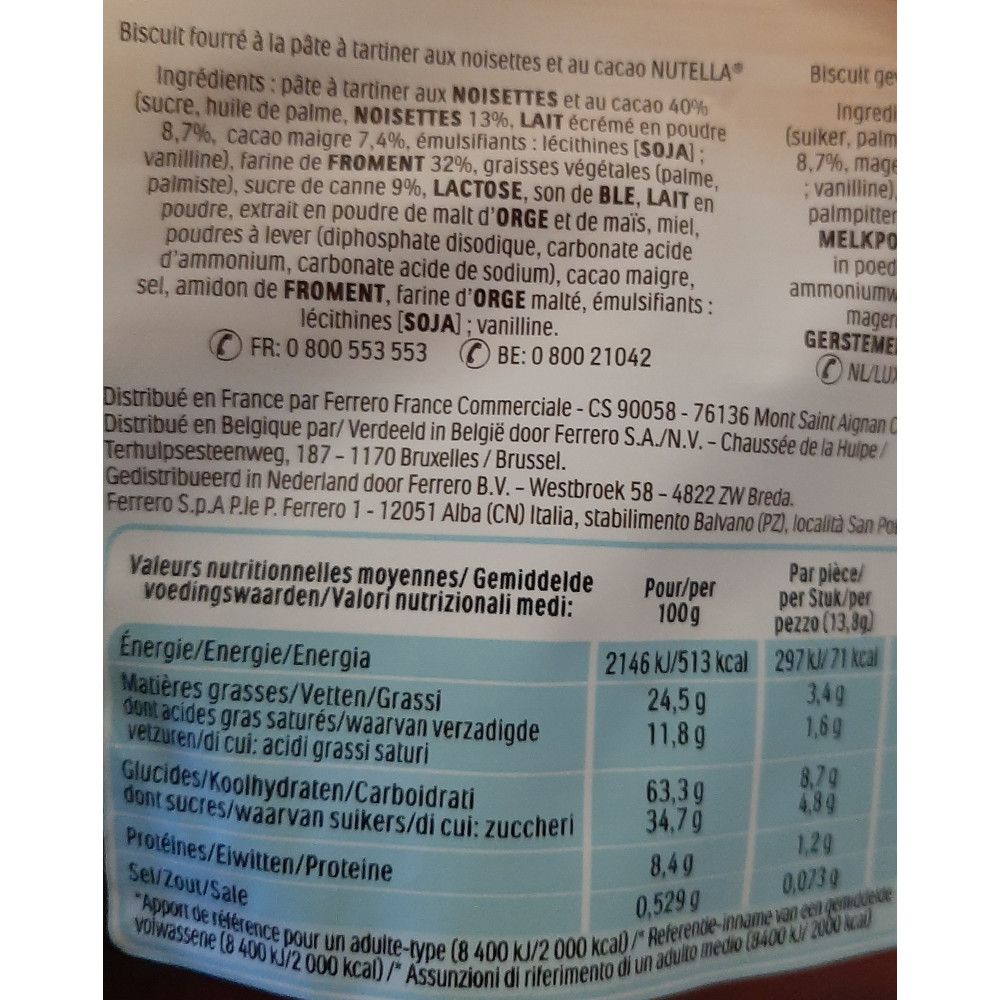 Biscuit fourré à la pâte à tartiner aux noisettes et au cacao NUTELLA®
Ingrédients : pâte à tartiner aux NOISETTES et au cacao 40%
(sucre, huile de palme, NOISETTES 13%, LAIT écrémé en poudre
8,7%, cacao maigre 7,4%, émulsifiants : lécithines [SOJA] ;
vanilline), farine de FROMENT 32%, graisses végétales (palme,
palmiste), sucre de canne 9%, LACTOSE, son de BLE, LAIT en
poudre, extrait en poudre de malt d'ORGE et de maïs, miel,
poudres à lever (diphosphate disodique, carbonate acide
d'ammonium, carbonate acide de sodium), cacao maigre,
sel, amidon de FROMENT, farine d'ORGE malté, émulsifiants :
lécithines [SOJA] ; vanilline.
FR: 0 800 553 553 BE: 0 800 21042
Biscuit ge
Ingredi
(suiker, palm
8,7%, mage
; vanilline),
palmpitten
MELKPO
in poed
ammoniumw
mager
GERSTEME
NL/LUX
Distribué en France par Ferrero France Commerciale - CS 90058 - 76136 Mont Saint Aignan C
Distribué en Belgique par/ Verdeeld in België door Ferrero S.A./N.V. - Chaussée de la Hulpe /
Terhulpsesteenweg, 187 - 1170 Bruxelles / Brussel.
Gedistribueerd in Nederland door Ferrero B.V. - Westbroek 58 - 4822 ZW Breda.
Ferrero S.p.A P.le P. Ferrero 1 - 12051 Alba (CN) Italia, stabilimento Balvano (PZ), località San Po
Valeurs nutritionnelles moyennes/ Gemiddelde
voedingswaarden/Valori nutrizionali medi:
Pour/per
100g
Par pièce/
per Stuk/per
pezzo (13,8g)
Énergie/Energie/Energia 2146 kJ/513 kcal 297 kJ/ 71 kcal
Matières grasses/Vetten/Grassi 24,5 g 3,4 g
dont acides gras saturés/waarvan verzadigde
vetzuren/di cui: acidi grassi saturi 11,8 g 1,6 g
Glucides/Koolhydraten/Carboidrati 63,3 g 8,7 g
dont sucres/waarvan suikers/di cui: zuccheri 34,7 g 4,8 g
Protéines/Eiwitten/Proteine 8,4 g 1,2 g
Sel/Zout/Sale 0,529 g 0,073 g
*Apport de référence pour un adulte-type (8 400 kJ/2 000 kcal) /* Referentie-inname van een gemiddelde
volwassene (8 400 kJ/2 000 kcal) /* Assunzioni di riferimento di un adulto medio (8400 kJ/ 2000 kcal)